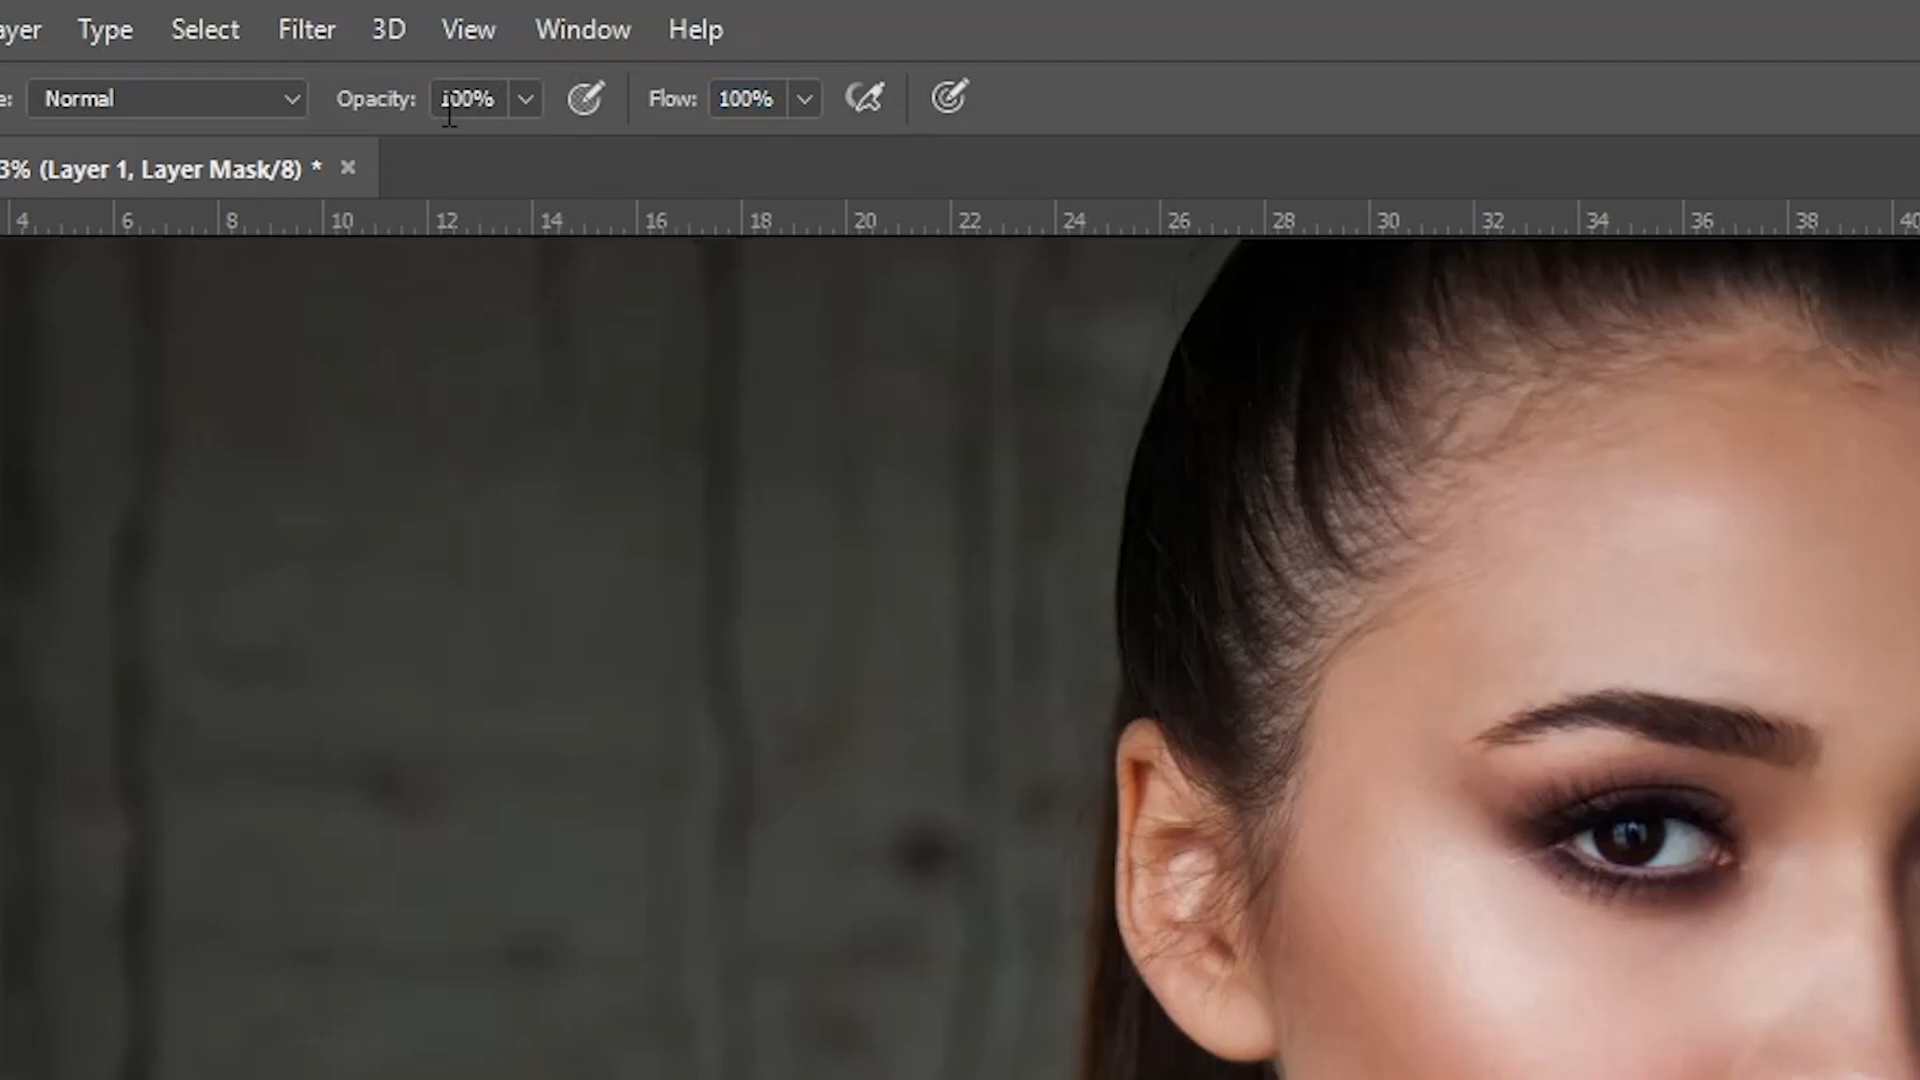 ayer Type Select Filter 3D View Window Help
e: Normal Opacity: 100% Flow: 100%
3% (Layer 1, Layer Mask/8) * ×
4 6 8 10 12 14 16 18 20 22 24 26 28 30 32 34 36 38 40